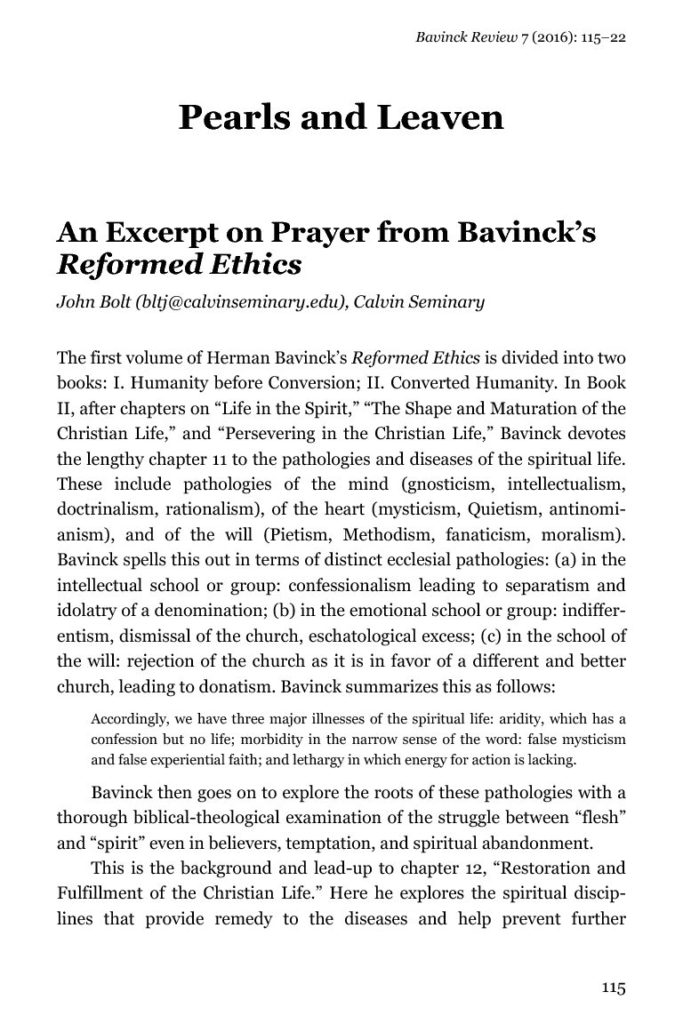 Bavinck Review 7 (2016): 115–22
Pearls and Leaven
An Excerpt on Prayer from Bavinck’s
Reformed Ethics
John Bolt (bltj@calvinseminary.edu), Calvin Seminary
The first volume of Herman Bavinck’s Reformed Ethics is divided into two
books: I. Humanity before Conversion; II. Converted Humanity. In Book
II, after chapters on “Life in the Spirit,” “The Shape and Maturation of the
Christian Life,” and “Persevering in the Christian Life,” Bavinck devotes
the lengthy chapter 11 to the pathologies and diseases of the spiritual life.
These include pathologies of the mind (gnosticism, intellectualism,
doctrinalism, rationalism), of the heart (mysticism, Quietism, antinomi-
anism), and of the will (Pietism, Methodism, fanaticism, moralism).
Bavinck spells this out in terms of distinct ecclesial pathologies: (a) in the
intellectual school or group: confessionalism leading to separatism and
idolatry of a denomination; (b) in the emotional school or group: indiffer-
entism, dismissal of the church, eschatological excess; (c) in the school of
the will: rejection of the church as it is in favor of a different and better
church, leading to donatism. Bavinck summarizes this as follows:
Accordingly, we have three major illnesses of the spiritual life: aridity, which has a
confession but no life; morbidity in the narrow sense of the word: false mysticism
and false experiential faith; and lethargy in which energy for action is lacking.
Bavinck then goes on to explore the roots of these pathologies with a
thorough biblical-theological examination of the struggle between “flesh”
and “spirit” even in believers, temptation, and spiritual abandonment.
This is the background and lead-up to chapter 12, “Restoration and
Fulfillment of the Christian Life.” Here he explores the spiritual discip-
lines that provide remedy to the diseases and help prevent further
115